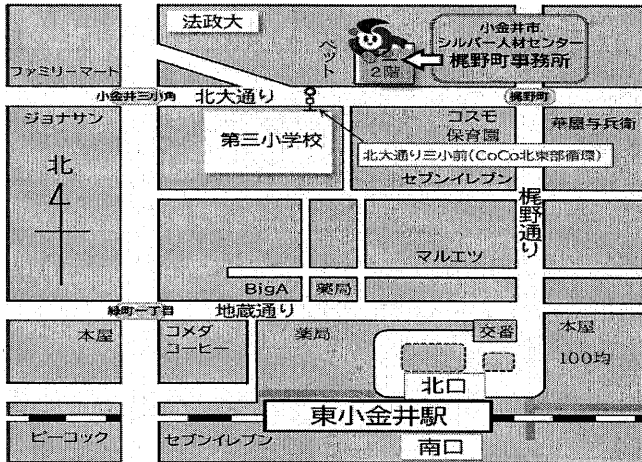 法政大
ペット
小金井市
シルバー人材センター
梶野町事務所
2階
ファミリーマート
小金井三小角
北大通り
梶野町
ジョナサン
第三小学校
コスモ
保育園
華屋与兵衛
北大通り三小前(CoCo北東部循環)
セブンイレブン
北
梶野通り
マルエツ
BigA
薬局
緑町一丁目
地蔵通り
本屋
コメダ
コーヒー
薬局
交番
本屋
100均
北口
東小金井駅
ピーコック
セブンイレブン
南口